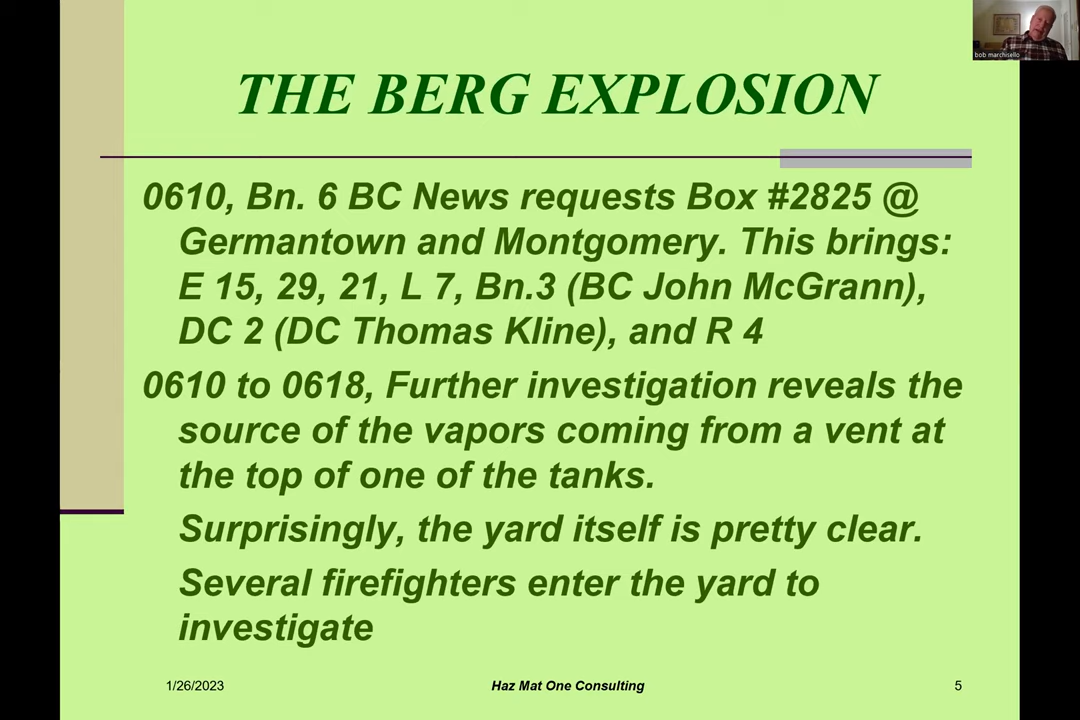 bob marchisello
THE BERG EXPLOSION
0610, Bn. 6 BC News requests Box #2825 @
Germantown and Montgomery. This brings:
E 15, 29, 21, L 7, Bn.3 (BC John McGrann),
DC 2 (DC Thomas Kline), and R 4
0610 to 0618, Further investigation reveals the
source of the vapors coming from a vent at
the top of one of the tanks.
Surprisingly, the yard itself is pretty clear.
Several firefighters enter the yard to
investigate
1/26/2023
Haz Mat One Consulting
5